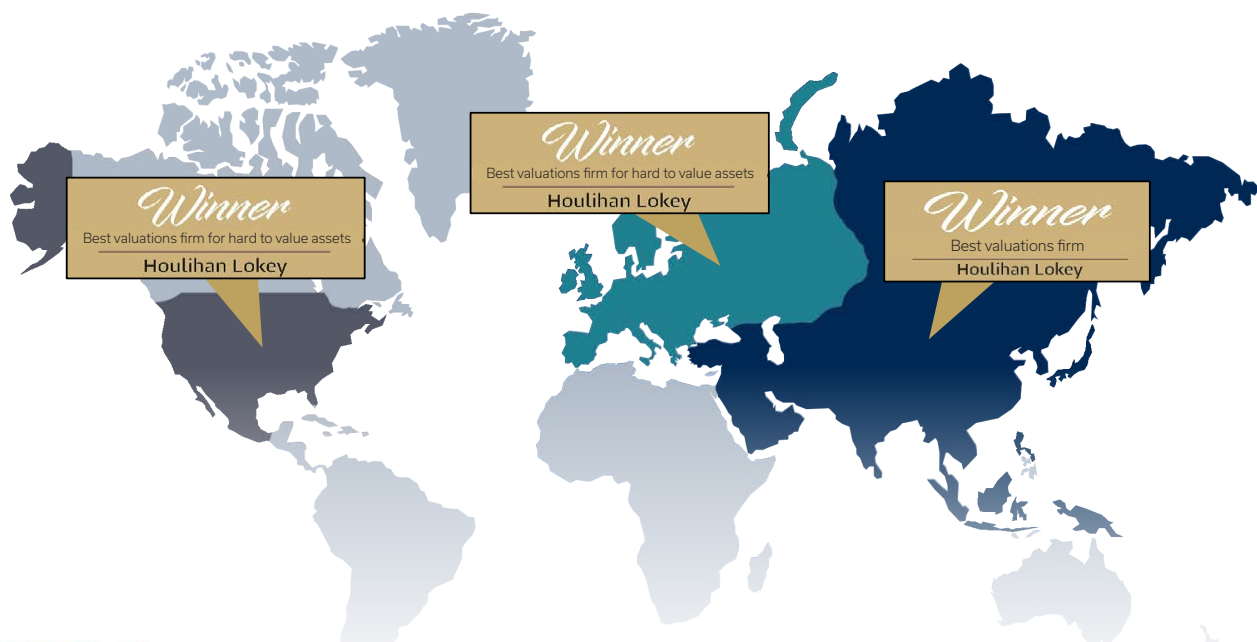 Winner
Best valuations firm for hard to value assets
Houlihan Lokey
Winner
Best valuations firm for hard to value assets
Houlihan Lokey
Winner
Best valuations firm
Houlihan Lokey